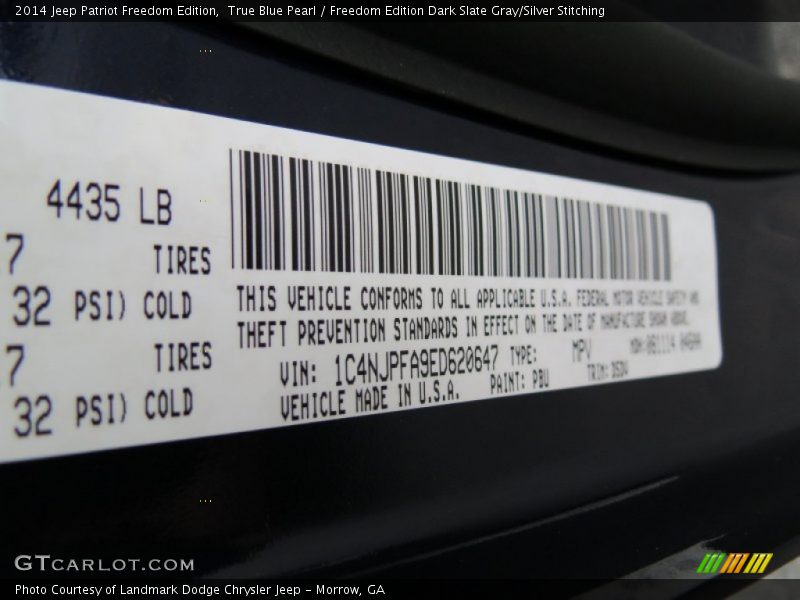 2014 Jeep Patriot Freedom Edition,  True Blue Pearl / Freedom Edition Dark Slate Gray/Silver Stitching
4435 LB
7 TIRES
32 PSI) COLD
7 TIRES
32 PSI) COLD
THIS VEHICLE CONFORMS TO ALL APPLICABLE U.S.A. FEDERAL MOTOR VEHICLE SAFETY AND
THEFT PREVENTION STANDARDS IN EFFECT ON THE DATE OF MANUFACTURE SHOWN ABOVE.
VIN: 1C4NJPFA9ED620647 TYPE: MPV
VEHICLE MADE IN U.S.A. PAINT: PBU TRIM:
GTCARLOT.COM
Photo Courtesy of Landmark Dodge Chrysler Jeep - Morrow, GA